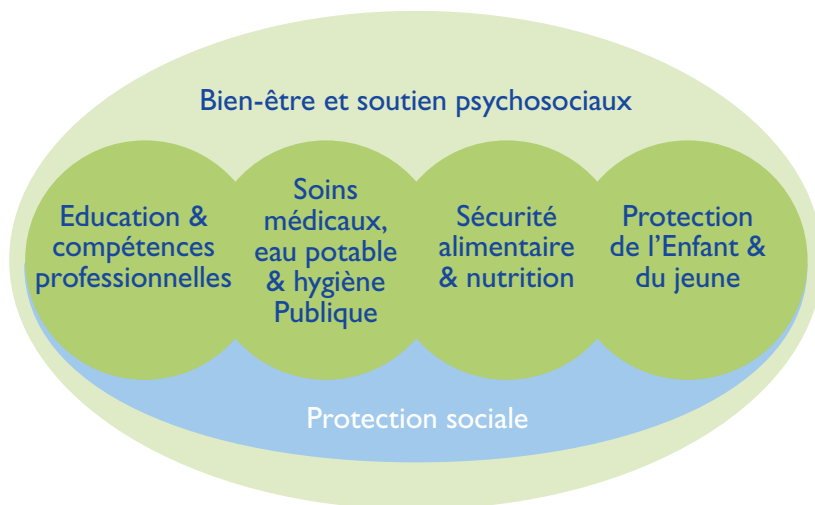 Bien-être et soutien psychosociaux
Education &
compétences
professionnelles
Soins
médicaux,
eau potable
& hygiène
Publique
Sécurité
alimentaire
& nutrition
Protection
de l’Enfant &
du jeune
Protection sociale